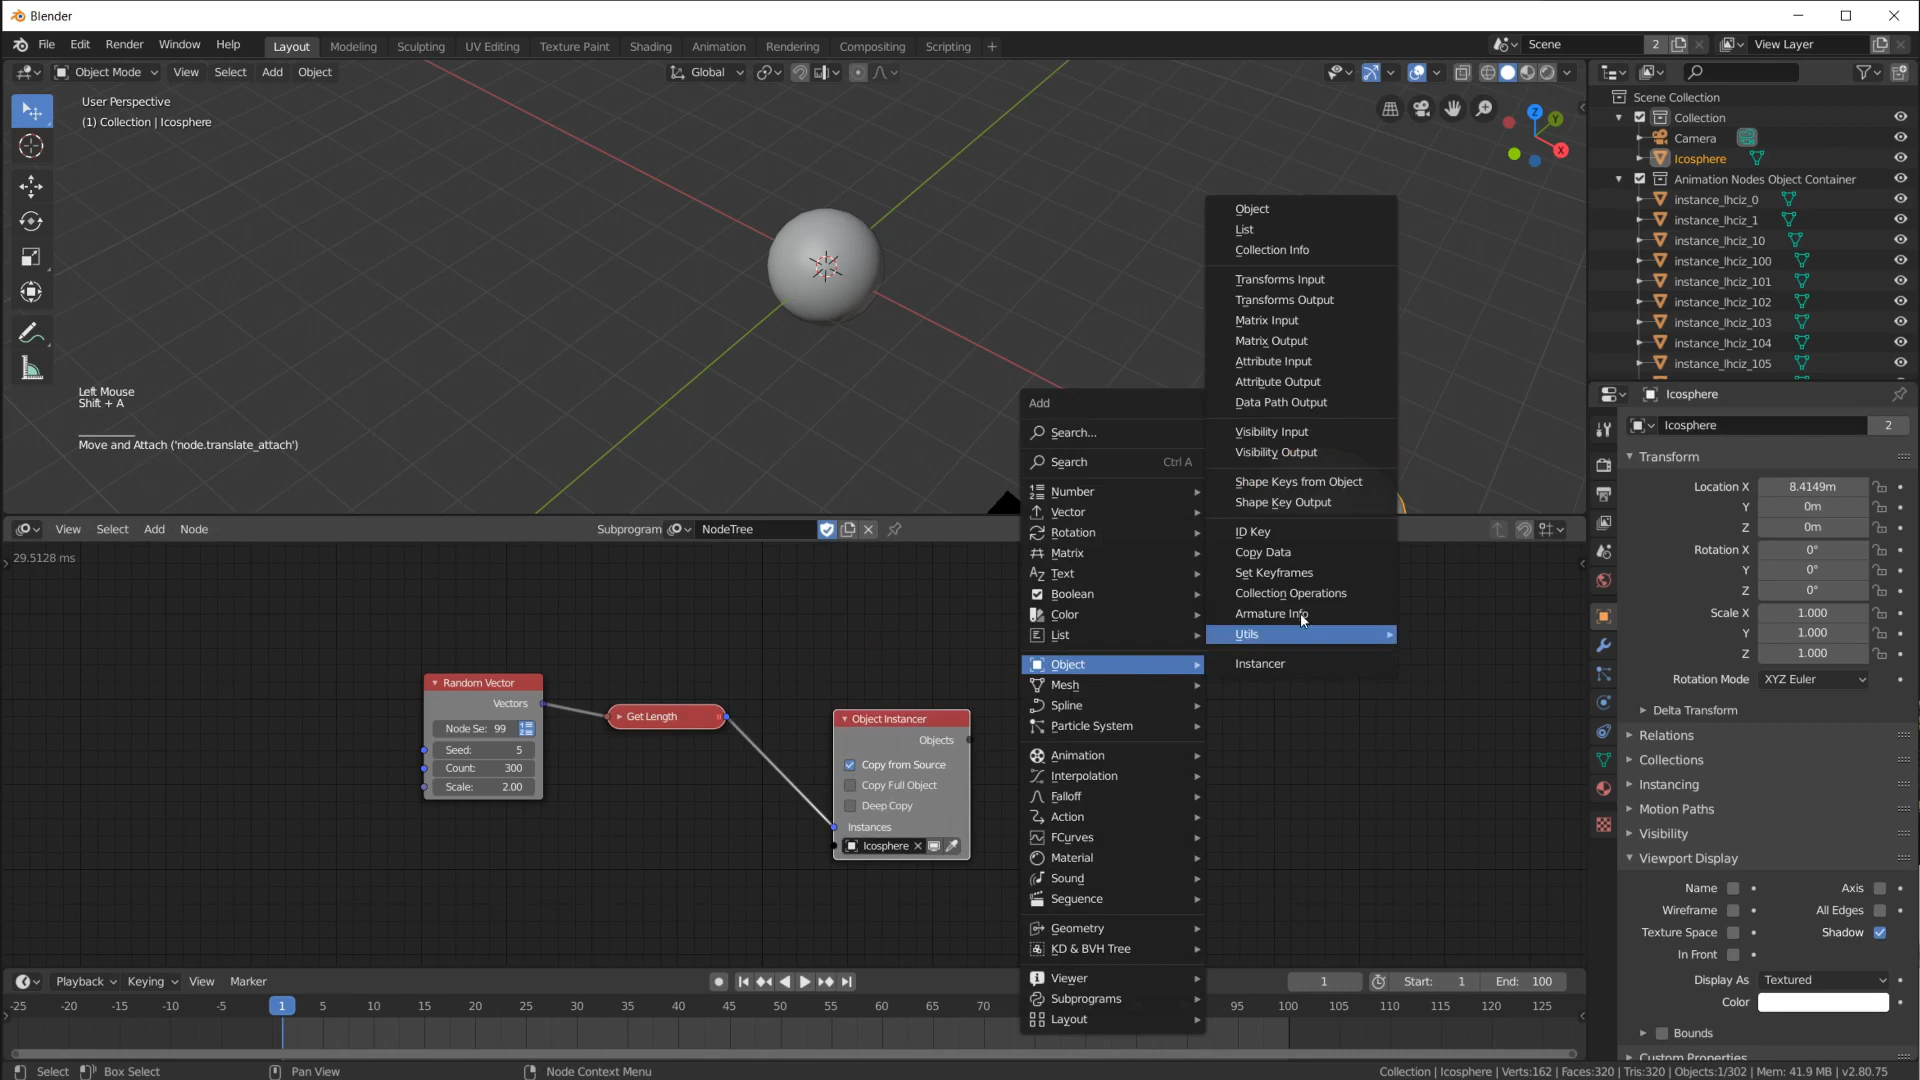 Blender
File Edit Render Window Help Layout Modeling Sculpting UV Editing Texture Paint Shading Animation Rendering Compositing Scripting + Scene 2 View Layer
Object Mode View Select Add Object Global
User Perspective
(1) Collection | Icosphere
Z
Y
X
Left Mouse
Shift + A
Move and Attach ('node.translate_attach')
Scene Collection
Collection
Camera
Icosphere
Animation Nodes Object Container
instance_lhciz_0
instance_lhciz_1
instance_lhciz_10
instance_lhciz_100
instance_lhciz_101
instance_lhciz_102
instance_lhciz_103
instance_lhciz_104
instance_lhciz_105
Object
List
Collection Info
Transforms Input
Transforms Output
Matrix Input
Matrix Output
Attribute Input
Attribute Output
Data Path Output
Visibility Input
Visibility Output
Shape Keys from Object
Shape Key Output
ID Key
Copy Data
Set Keyframes
Collection Operations
Armature Info
Utils
Instancer
Add
Search...
Search Ctrl A
Number
Vector
Rotation
Matrix
Text
Boolean
Color
List
Object
Mesh
Spline
Particle System
Animation
Interpolation
Falloff
Action
FCurves
Material
Sound
Sequence
Geometry
KD & BVH Tree
Viewer
Subprograms
Layout
View Select Add Node Subprogram NodeTree
29.5128 ms
Random Vector
Vectors
Node Se: 99
Seed: 5
Count: 300
Scale: 2.00
Get Length
Object Instancer
Objects
Copy from Source
Copy Full Object
Deep Copy
Instances
Icosphere
Icosphere
Icosphere 2
Transform
Location X 8.4149m
Y 0m
Z 0m
Rotation X 0°
Y 0°
Z 0°
Scale X 1.000
Y 1.000
Z 1.000
Rotation Mode XYZ Euler
Delta Transform
Relations
Collections
Instancing
Motion Paths
Visibility
Viewport Display
Name Axis
Wireframe All Edges
Texture Space Shadow
In Front
Display As Textured
Color
Bounds
Custom Properties
Playback Keying View Marker 1 Start: 1 End: 100
-25 -20 -15 -10 -5 1 5 10 15 20 25 30 35 40 45 50 55 60 65 70 95 100 105 110 115 120 125
Select Box Select Pan View Node Context Menu Collection | Icosphere | Verts:162 | Faces:320 | Tris:320 | Objects:1/302 | Mem: 41.9 MB | v2.80.75